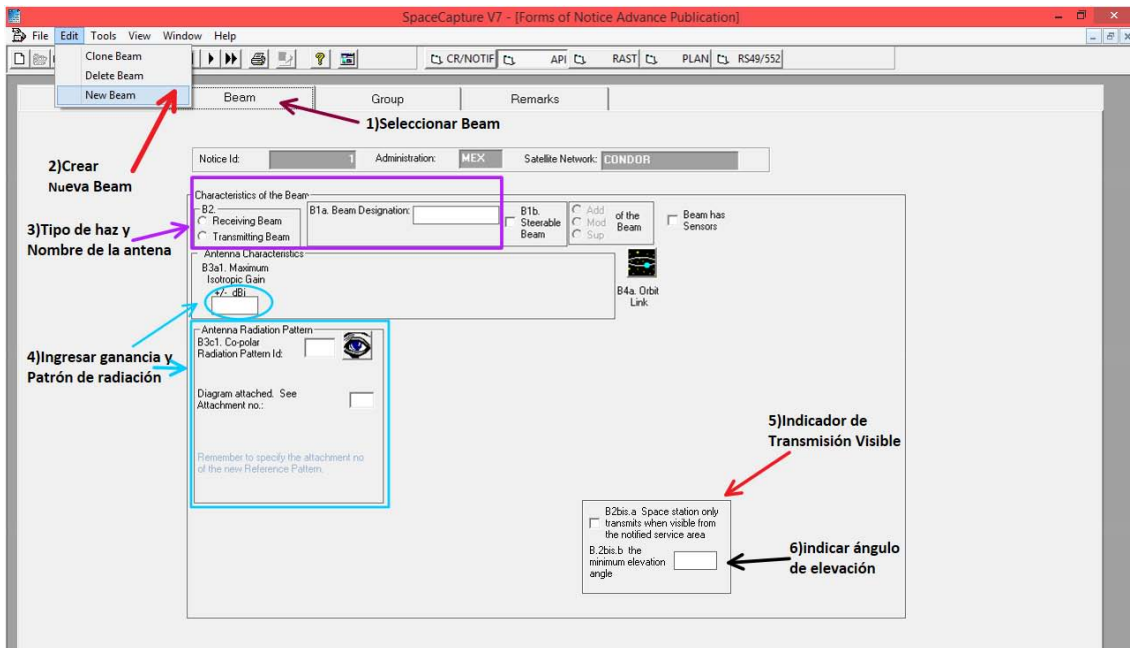 SpaceCapture V7 - [Forms of Notice Advance Publication]
File Edit Tools View Window Help
CR/NOTIF API RAST PLAN RS49/552
Clone Beam
Delete Beam
New Beam
Beam Group Remarks
1)Seleccionar Beam
2)Crear
Nueva Beam
Notice Id: 1 Administration: MEX Satellite Network: CONDOR
3)Tipo de haz y
Nombre de la antena
Characteristics of the Beam
B2.
Receiving Beam
Transmitting Beam
B1a. Beam Designation:
B1b.
Steerable
Beam
Add
Mod
Sup
of the
Beam
Beam has
Sensors
Antenna Characteristics
B3a1. Maximum
Isotropic Gain
+/- dBi
B4a. Orbit
Link
4)Ingresar ganancia y
Patrón de radiación
Antenna Radiation Pattern
B3c1. Co-polar
Radiation Pattern Id:
Diagram attached. See
Attachment no.:
Remember to specify the attachment no
of the new Reference Pattern.
5)Indicador de
Transmisión Visible
B2bis.a Space station only
transmits when visible from
the notified service area
B.2bis.b the
minimum elevation
angle
6)indicar ángulo
de elevación